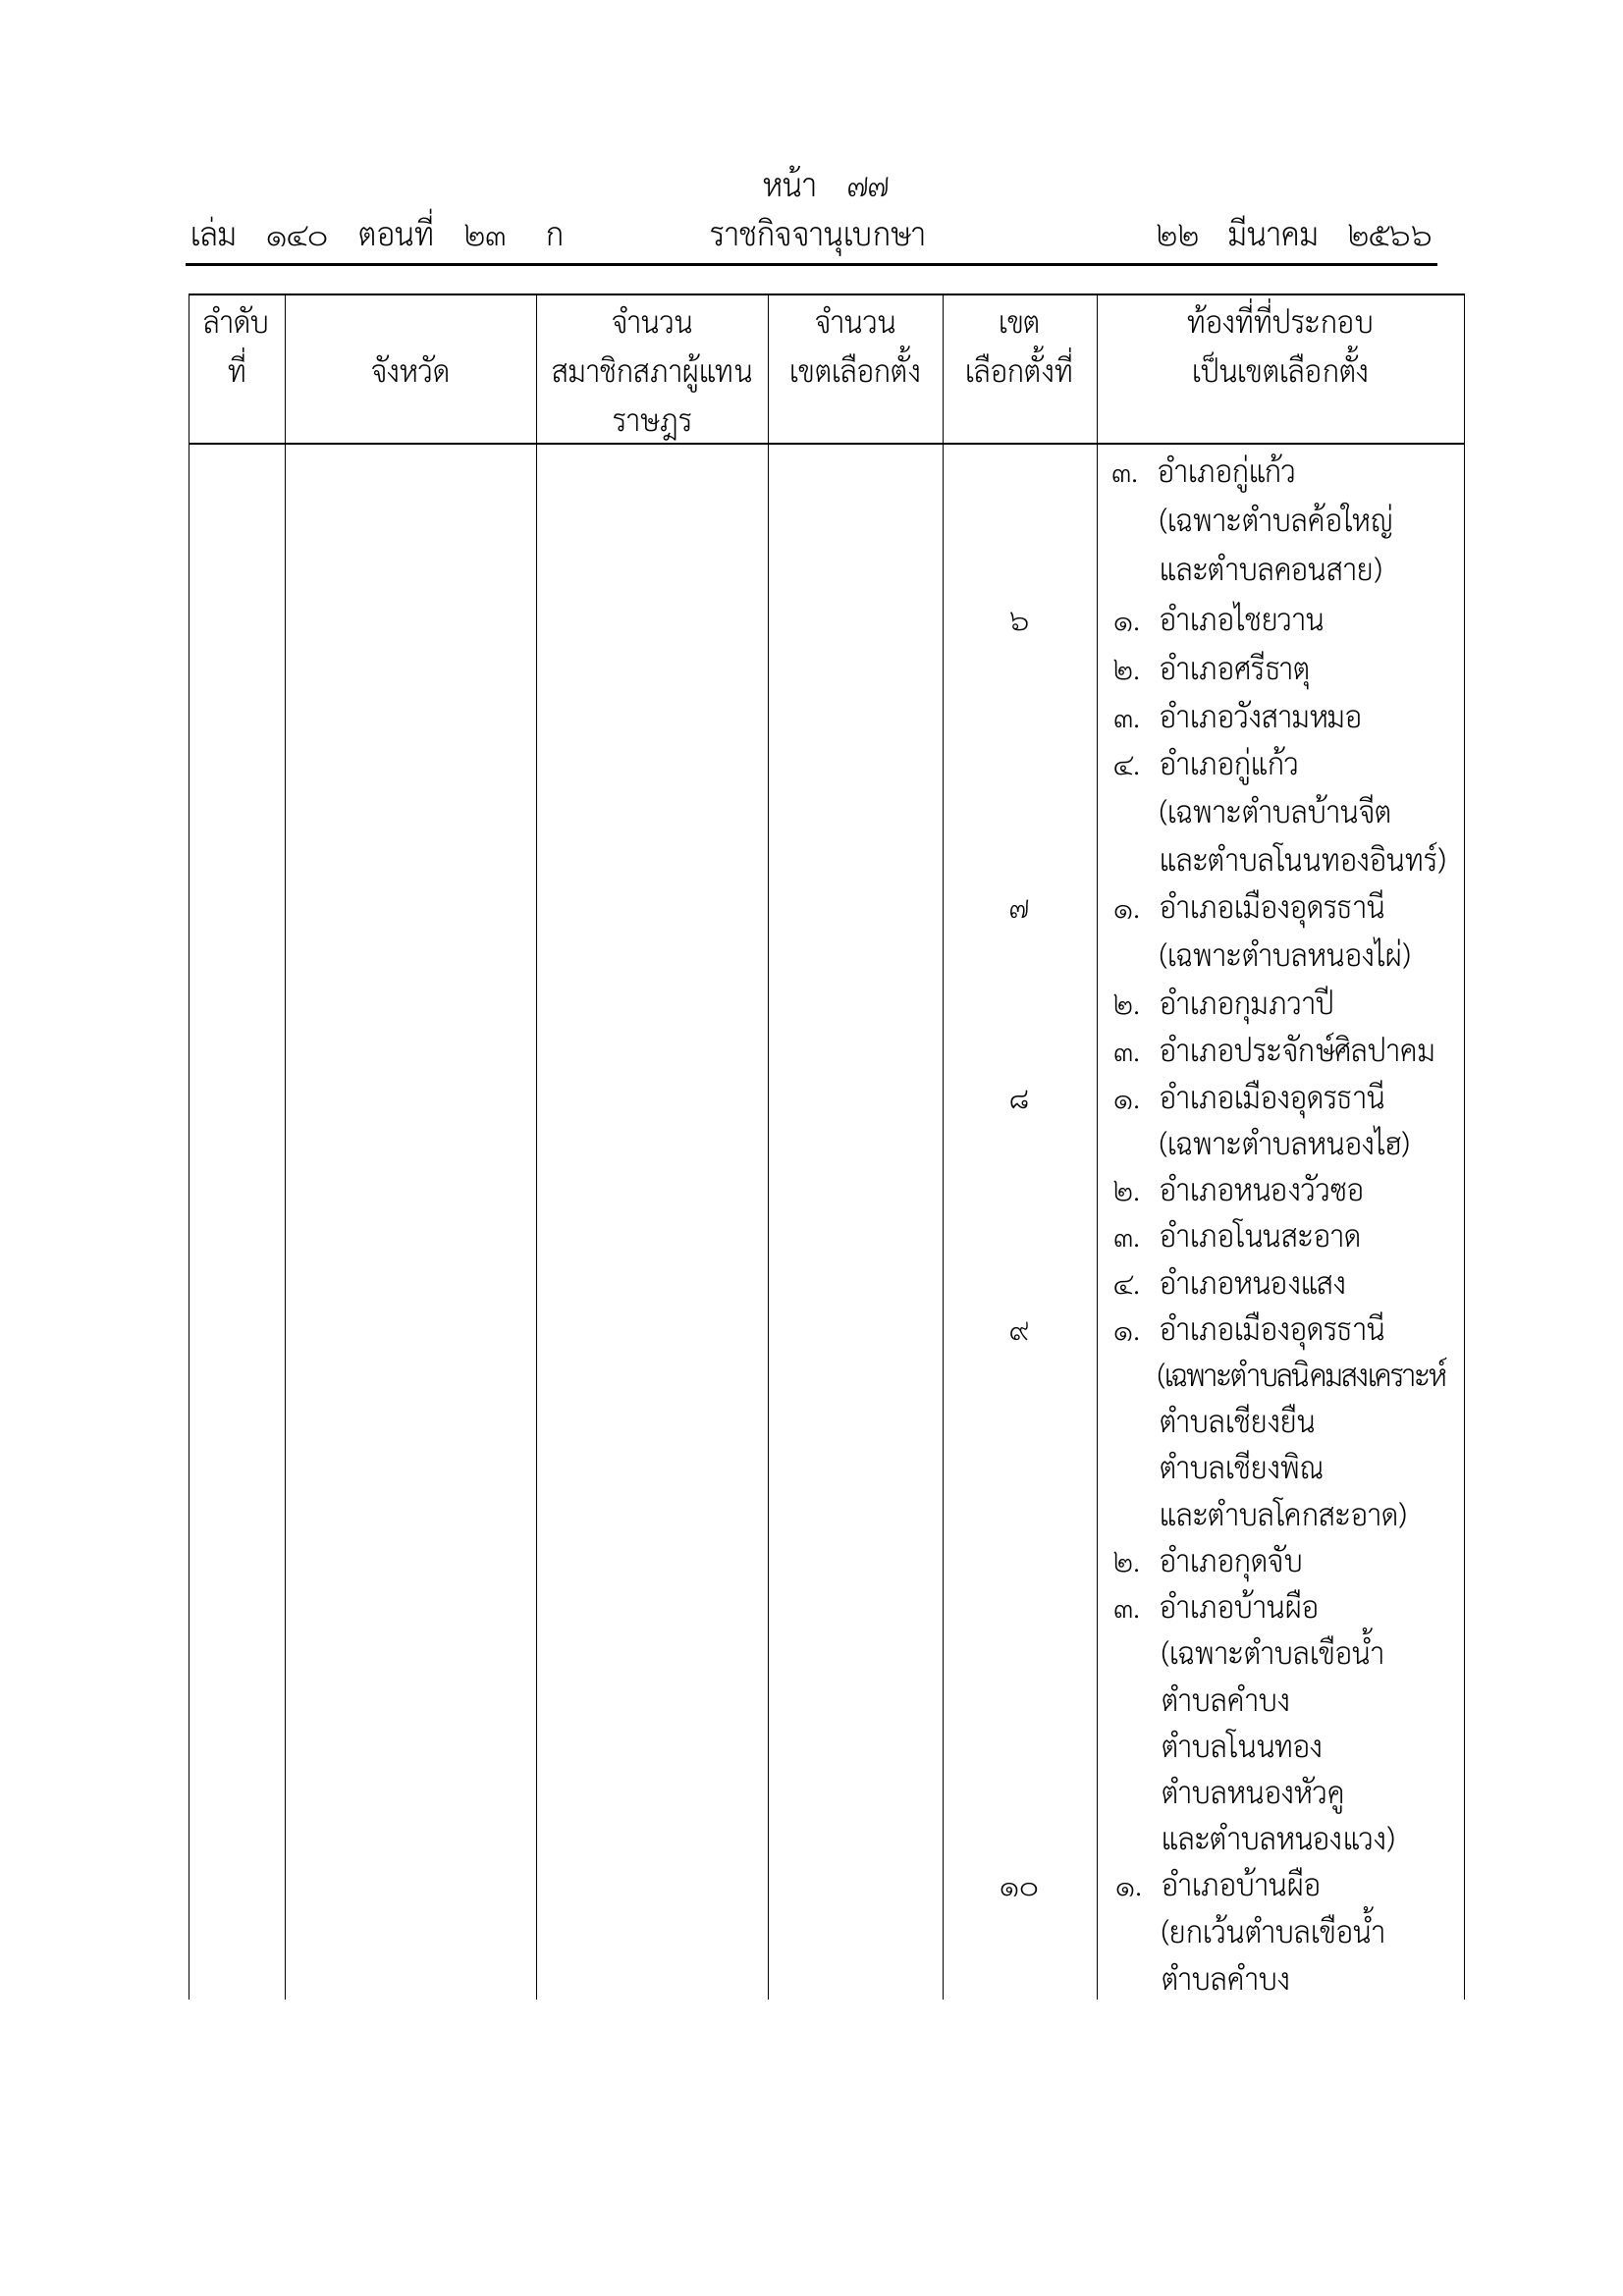 หน้า ๗๗
เล่ม ๑๔๐ ตอนที่ ๒๓ ก ราชกิจจานุเบกษา ๒๒ มีนาคม ๒๕๖๖
ลำดับ จำนวน จำนวน เขต ท้องที่ที่ประกอบ
ที่ จังหวัด สมาชิกสภาผู้แทน เขตเลือกตั้ง เลือกตั้งที่ เป็นเขตเลือกตั้ง
ราษฎร
๓. อำเภอกู่แก้ว
(เฉพาะตำบลค้อใหญ่
และตำบลคอนสาย)
๖ ๑. อำเภอไชยวาน
๒. อำเภอศรีธาตุ
๓. อำเภอวังสามหมอ
๔. อำเภอกู่แก้ว
(เฉพาะตำบลบ้านจีต
และตำบลโนนทองอินทร์)
๗ ๑. อำเภอเมืองอุดรธานี
(เฉพาะตำบลหนองไผ่)
๒. อำเภอกุมภวาปี
๓. อำเภอประจักษ์ศิลปาคม
๘ ๑. อำเภอเมืองอุดรธานี
(เฉพาะตำบลหนองไฮ)
๒. อำเภอหนองวัวซอ
๓. อำเภอโนนสะอาด
๔. อำเภอหนองแสง
๙ ๑. อำเภอเมืองอุดรธานี
(เฉพาะตำบลนิคมสงเคราะห์
ตำบลเชียงยืน
ตำบลเชียงพิณ
และตำบลโคกสะอาด)
๒. อำเภอกุดจับ
๓. อำเภอบ้านผือ
(เฉพาะตำบลเขือน้ำ
ตำบลคำบง
ตำบลโนนทอง
ตำบลหนองหัวคู
และตำบลหนองแวง)
๑๐ ๑. อำเภอบ้านผือ
(ยกเว้นตำบลเขือน้ำ
ตำบลคำบง